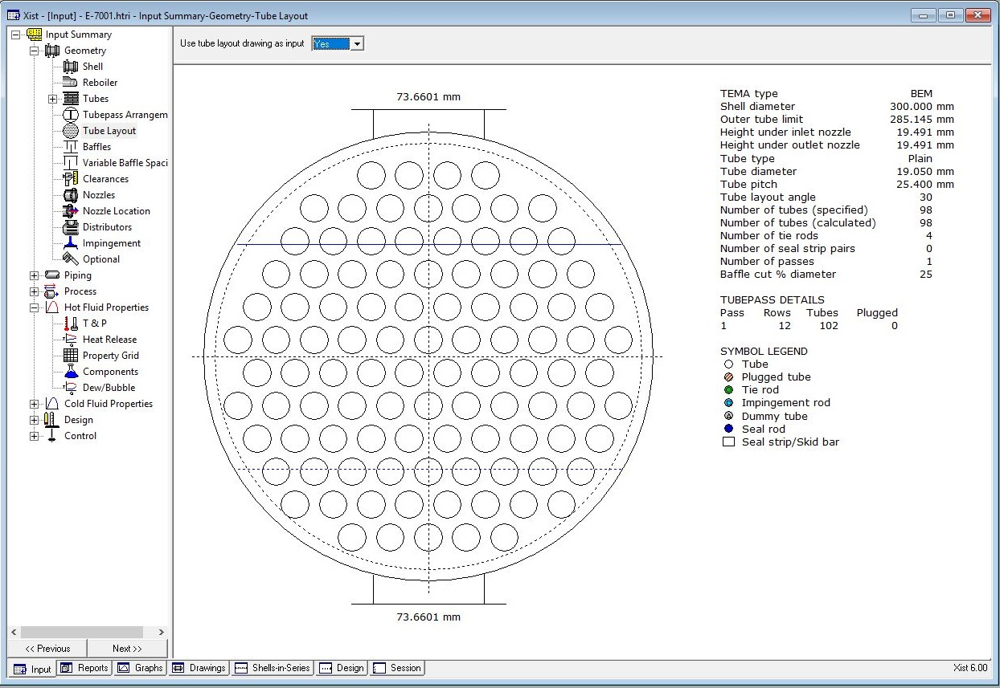 Xist - [Input] - E-7001.htri - Input Summary-Geometry-Tube Layout
Input Summary
Geometry
Shell
Reboiler
Tubes
Tubepass Arrangem
Tube Layout
Baffles
Variable Baffle Spaci
Clearances
Nozzles
Nozzle Location
Distributors
Impingement
Optional
Piping
Process
Hot Fluid Properties
T & P
Heat Release
Property Grid
Components
Dew/Bubble
Cold Fluid Properties
Design
Control
<< Previous Next >>
Use tube layout drawing as input Yes
73.6601 mm
73.6601 mm
TEMA type BEM
Shell diameter 300.000 mm
Outer tube limit 285.145 mm
Height under inlet nozzle 19.491 mm
Height under outlet nozzle 19.491 mm
Tube type Plain
Tube diameter 19.050 mm
Tube pitch 25.400 mm
Tube layout angle 30
Number of tubes (specified) 98
Number of tubes (calculated) 98
Number of tie rods 4
Number of seal strip pairs 0
Number of passes 1
Baffle cut % diameter 25
TUBEPASS DETAILS
Pass Rows Tubes Plugged
1 12 102 0
SYMBOL LEGEND
Tube
Plugged tube
Tie rod
Impingement rod
Dummy tube
Seal rod
Seal strip/Skid bar
Input Reports Graphs Drawings Shells-in-Series Design Session Xist 6.00